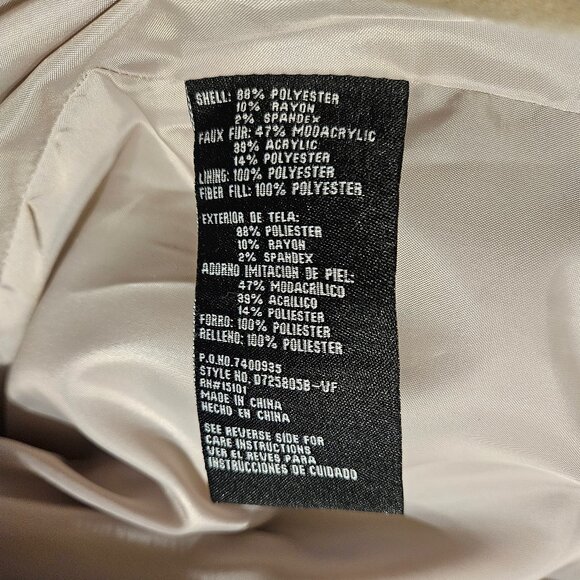 SHELL: 88% POLYESTER
10% RAYON
2% SPANDEX
FAUX FUR: 47% MODACRYLIC
39% ACRYLIC
14% POLYESTER
LINING: 100% POLYESTER
FIBER FILL: 100% POLYESTER
EXTERIOR DE TELA:
88% POLIESTER
10% RAYON
2% SPANDEX
ADORNO IMITACION DE PIEL:
47% MODACRÍLICO
39% ACRILICO
14% POLIESTER
FORRO: 100% POLIESTER
RELLENO: 100% POLIESTER
P.O.NO.7400935
STYLE NO. D725805B-VF
RN#15101
MADE IN CHINA
HECHO EN CHINA
SEE REVERSE SIDE FOR
CARE INSTRUCTIONS
VER EL REVES PARA
INSTRUCCIONES DE CUIDADO